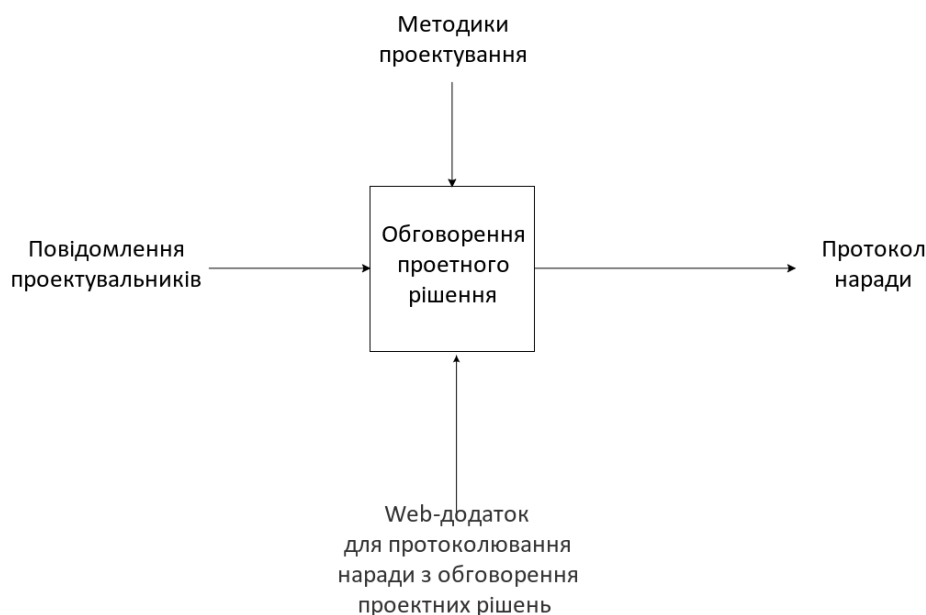 Методики
проектування
Повідомлення
проектувальників
Обговорення
проетного
рішення
Протокол
наради
Web-додаток
для протоколювання
наради з обговорення
проектних рішень